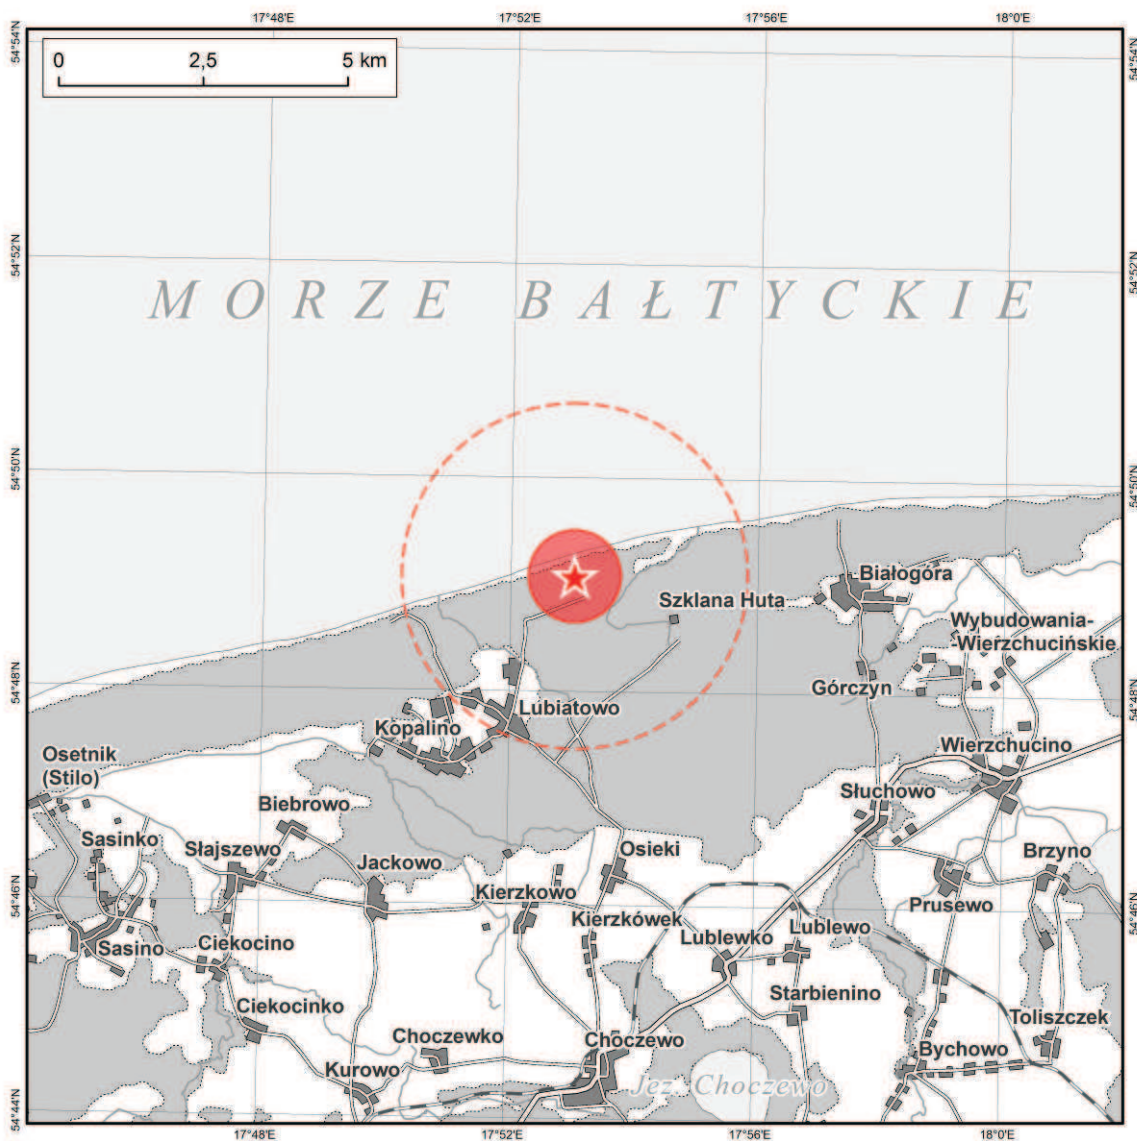 17°48'E 17°52'E 17°56'E 18°0'E
54°54'N 54°54'N
0 2,5 5 km
54°52'N 54°52'N
MORZE BAŁTYCKIE
54°50'N 54°50'N
Białogóra
Szklana Huta
Wybudowania-
-Wierzchucińskie
54°48'N 54°48'N
Górczyn
Lubiatowo
Kopalino
Wierzchucino
Osetnik
(Stilo)
Słuchowo
Biebrowo
Sasinko
Słajszewo
Jackowo
Osieki
Brzyno
54°46'N 54°46'N
Kierzkowo
Prusewo
Kierzkówek
Lublewo
Lublewko
Sasino
Ciekocino
Starbienino
Ciekocinko
Toliszczek
Choczewko
Choczewo
Bychowo
Kurowo
Jez. Choczewo
54°44'N 54°44'N
17°48'E 17°52'E 17°56'E 18°0'E